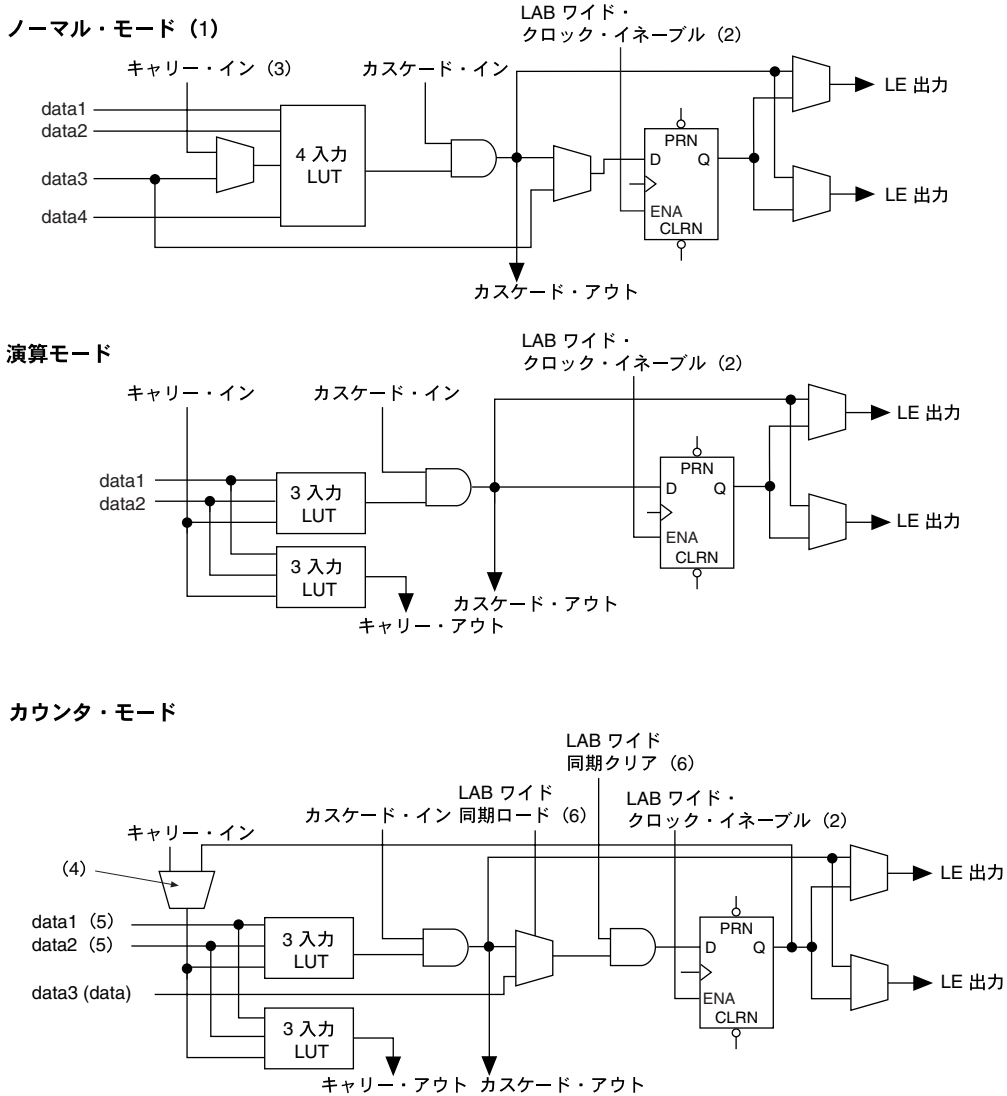 ノーマル・モード (1)
LAB ワイド・
クロック・イネーブル (2)
キャリー・イン (3)
カスケード・イン
LE 出力
data1
data2
4 入力
LUT
PRN
D
Q
data3
LE 出力
data4
ENA
CLRN
カスケード・アウト
演算モード
LAB ワイド・
クロック・イネーブル (2)
キャリー・イン
カスケード・イン
LE 出力
data1
data2
3 入力
LUT
PRN
D
Q
LE 出力
ENA
CLRN
3 入力
LUT
カスケード・アウト
キャリー・アウト
カウンタ・モード
LAB ワイド
同期クリア (6)
LAB ワイド
同期ロード (6)
LAB ワイド・
クロック・イネーブル (2)
カスケード・イン
キャリー・イン
(4)
LE 出力
data1 (5)
data2 (5)
3 入力
LUT
PRN
D
Q
data3 (data)
LE 出力
ENA
CLRN
3 入力
LUT
キャリー・アウト
カスケード・アウト